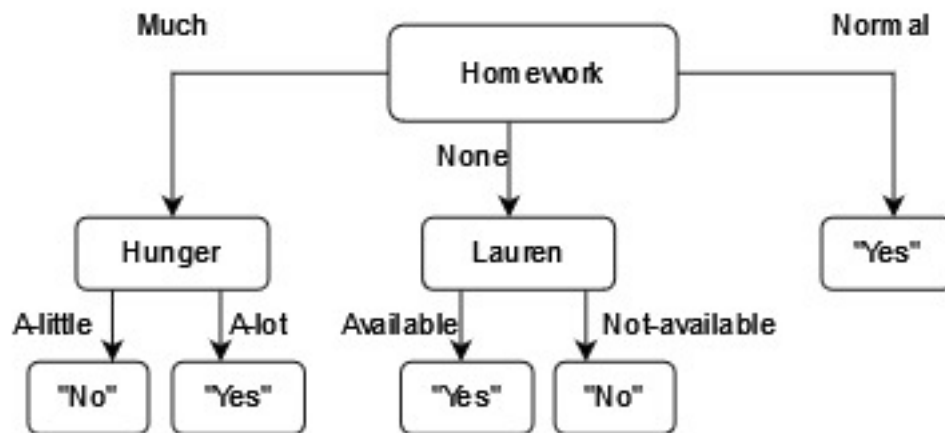 Much
Normal
Homework
None
Hunger
Lauren
"Yes"
A-little
A-lot
Available
Not-available
"No"
"Yes"
"Yes"
"No"